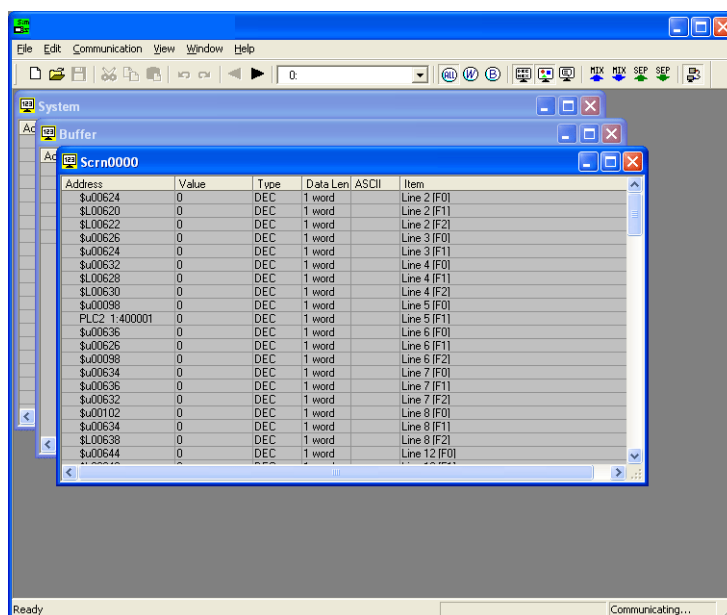 File Edit Communication View Window Help
0: ALL W B MIX MIX SEP SEP
123 System
Ad
123 Buffer
Ad
123 Scrn0000
Address Value Type Data Len ASCII Item
$u00624 0 DEC 1 word Line 2 [F0]
$L00620 0 DEC 1 word Line 2 [F1]
$L00622 0 DEC 1 word Line 2 [F2]
$u00626 0 DEC 1 word Line 3 [F0]
$u00624 0 DEC 1 word Line 3 [F1]
$u00632 0 DEC 1 word Line 4 [F0]
$L00628 0 DEC 1 word Line 4 [F1]
$L00630 0 DEC 1 word Line 4 [F2]
$u00098 0 DEC 1 word Line 5 [F0]
PLC2 1:400001 0 DEC 1 word Line 5 [F1]
$u00636 0 DEC 1 word Line 6 [F0]
$u00626 0 DEC 1 word Line 6 [F1]
$u00098 0 DEC 1 word Line 6 [F2]
$u00634 0 DEC 1 word Line 7 [F0]
$u00636 0 DEC 1 word Line 7 [F1]
$u00632 0 DEC 1 word Line 7 [F2]
$u00102 0 DEC 1 word Line 8 [F0]
$u00634 0 DEC 1 word Line 8 [F1]
$L00638 0 DEC 1 word Line 8 [F2]
$u00644 0 DEC 1 word Line 12 [F0]
Ready Communicating...